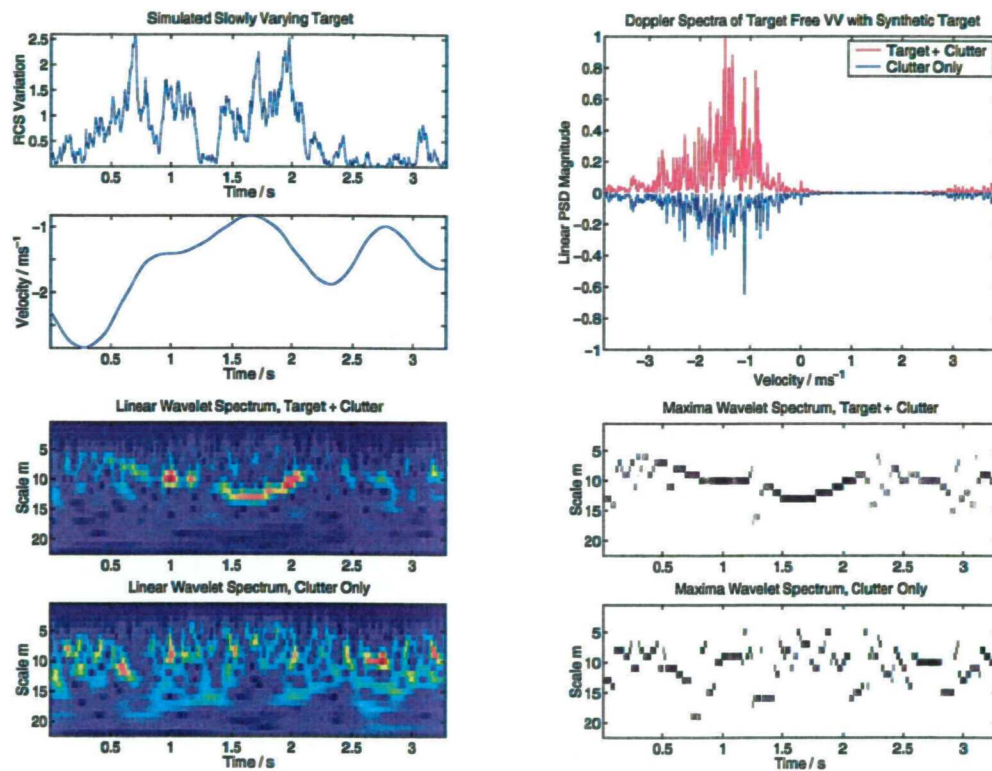 Simulated Slowly Varying Target
2.5
2
1.5
1
0.5
RCS Variation
0.5 1 1.5 2 2.5 3
Time / s
-1
-2
Velocity / ms⁻¹
0.5 1 1.5 2 2.5 3
Time / s
Doppler Spectra of Target Free VV with Synthetic Target
Target + Clutter
Clutter Only
1
0.8
0.6
0.4
0.2
0
-0.2
-0.4
-0.6
-0.8
-1
Linear PSD Magnitude
-3 -2 -1 0 1 2 3
Velocity / ms⁻¹
Linear Wavelet Spectrum, Target + Clutter
5
10
15
20
Scale m
0.5 1 1.5 2 2.5 3
Maxima Wavelet Spectrum, Target + Clutter
5
10
15
20
Scale m
0.5 1 1.5 2 2.5 3
Linear Wavelet Spectrum, Clutter Only
5
10
15
20
Scale m
0.5 1 1.5 2 2.5 3
Time / s
Maxima Wavelet Spectrum, Clutter Only
5
10
15
20
Scale m
0.5 1 1.5 2 2.5 3
Time / s